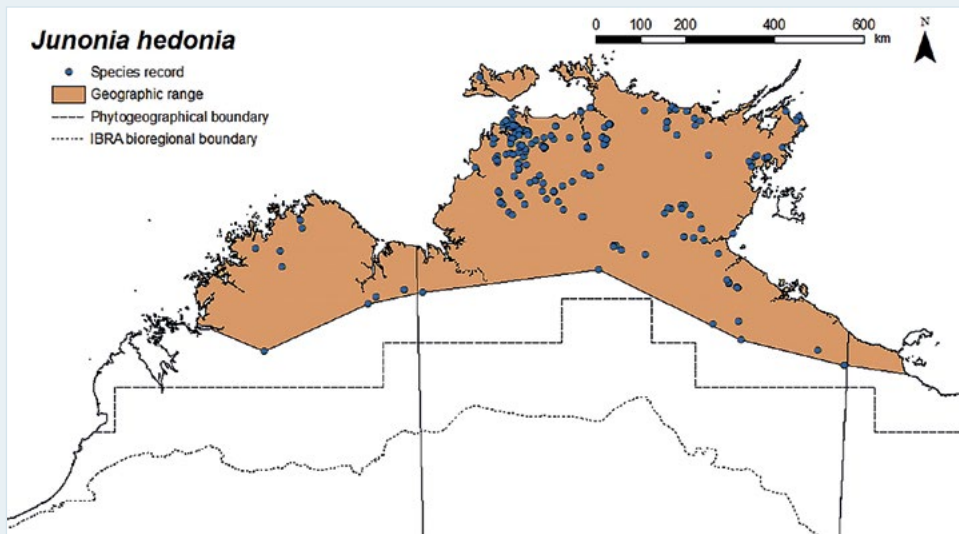 Junonia hedonia
Species record
Geographic range
Phytogeographical boundary
IBRA bioregional boundary
0 100 200 400 600
km
N